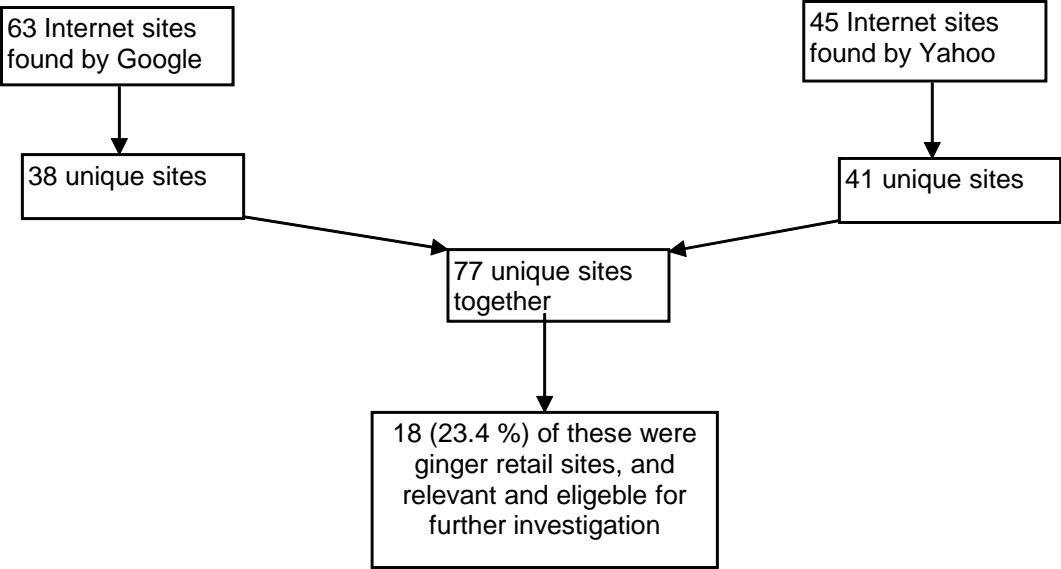 63 Internet sites
found by Google
45 Internet sites
found by Yahoo
38 unique sites
41 unique sites
77 unique sites
together
18 (23.4 %) of these were
ginger retail sites, and
relevant and eligeble for
further investigation